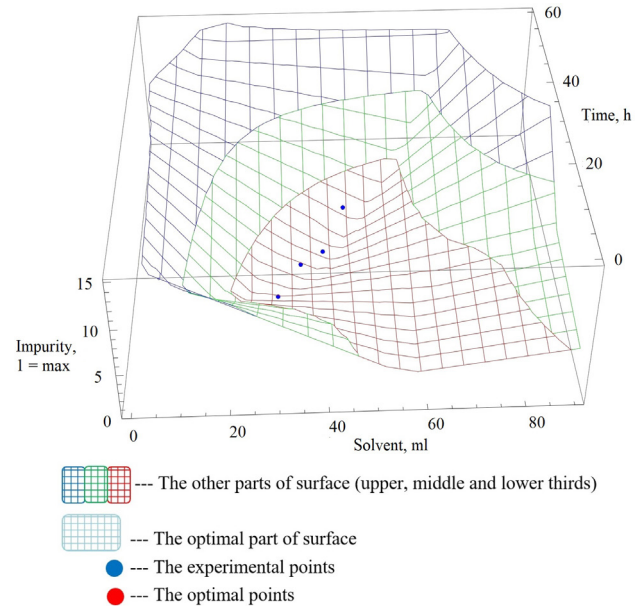 60
40
Time, h
20
0
15
10
Impurity,
1 = max
5
0
0
20
40
60
80
Solvent, ml
--- The other parts of surface (upper, middle and lower thirds)
--- The optimal part of surface
--- The experimental points
--- The optimal points